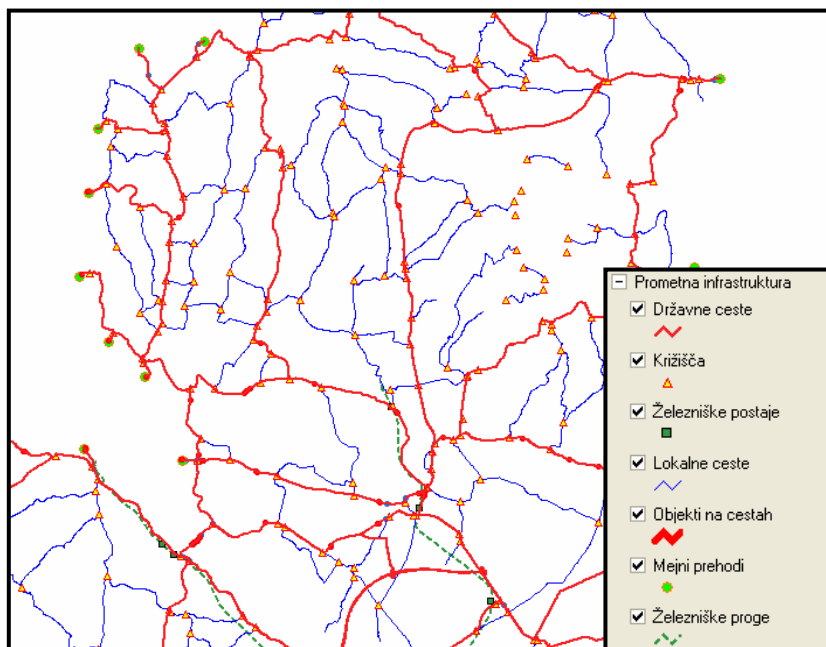 Prometna infrastruktura
Državne ceste
Križišča
Železniške postaje
Lokalne ceste
Objekti na cestah
Mejni prehodi
Železniške proge